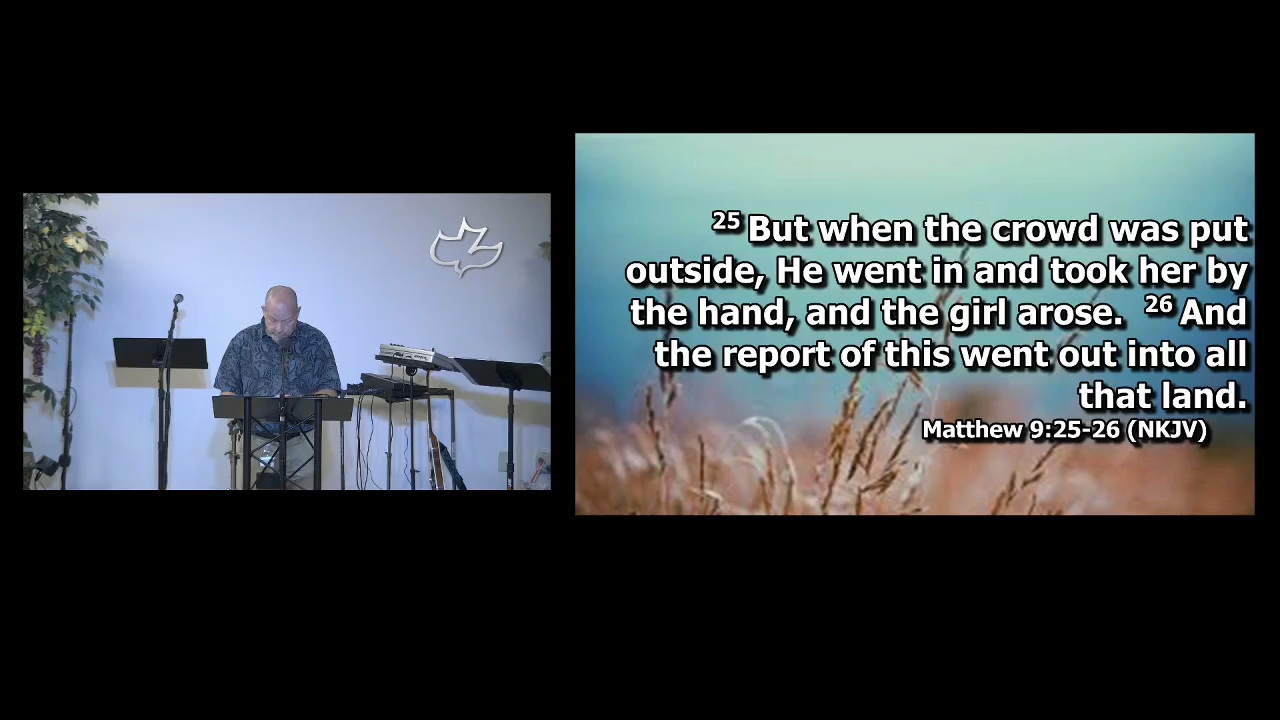 25 But when the crowd was put
outside, He went in and took her by
the hand, and the girl arose. 26 And
the report of this went out into all
that land.
Matthew 9:25-26 (NKJV)